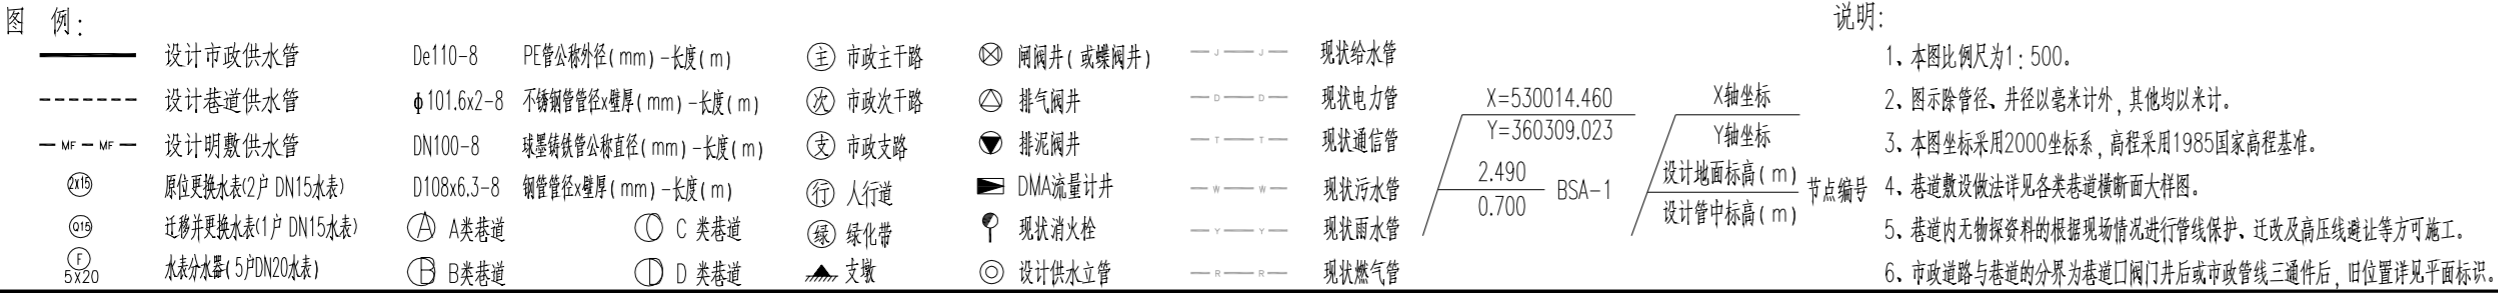 图 例:
设计市政供水管 De110-8 PE管公称外径(mm)-长度(m) 主 市政主干路 闸阀井(或蝶阀井) J J 现状给水管
设计巷道供水管 ф101.6x2-8 不锈钢管管径x壁厚(mm)-长度(m) 次 市政次干路 排气阀井 D D 现状电力管
MF MF 设计明敷供水管 DN100-8 球墨铸铁管公称直径(mm)-长度(m) 支 市政支路 排泥阀井 T T 现状通信管
2x15 原位更换水表(2户 DN15水表) D108x6.3-8 钢管管径x壁厚(mm)-长度(m) 行 人行道 DMA流量计井 W W 现状污水管
Q15 迁移并更换水表(1户 DN15水表) A A类巷道 C C 类巷道 绿 绿化带 现状消火栓 Y Y 现状雨水管
F 5x20 水表分水器(5户DN20水表) B B类巷道 D D 类巷道 支墩 设计供水立管 R R 现状燃气管
X=530014.460
Y=360309.023
2.490
0.700
BSA-1
X轴坐标
Y轴坐标
设计地面标高(m)
设计管中标高(m)
节点编号
说明:
1、本图比例尺为1:500。
2、图示除管径、井径以毫米计外,其他均以米计。
3、本图坐标采用2000坐标系,高程采用1985国家高程基准。
4、巷道敷设做法详见各类巷道横断面大样图。
5、巷道内无物探资料的根据现场情况进行管线保护、迁改及高压线避让等方可施工。
6、市政道路与巷道的分界为巷道口阀门井后或市政管线三通件后,旧位置详见平面标识。